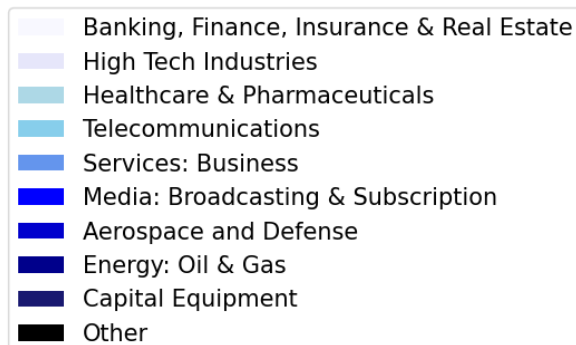 Banking, Finance, Insurance & Real Estate
High Tech Industries
Healthcare & Pharmaceuticals
Telecommunications
Services: Business
Media: Broadcasting & Subscription
Aerospace and Defense
Energy: Oil & Gas
Capital Equipment
Other